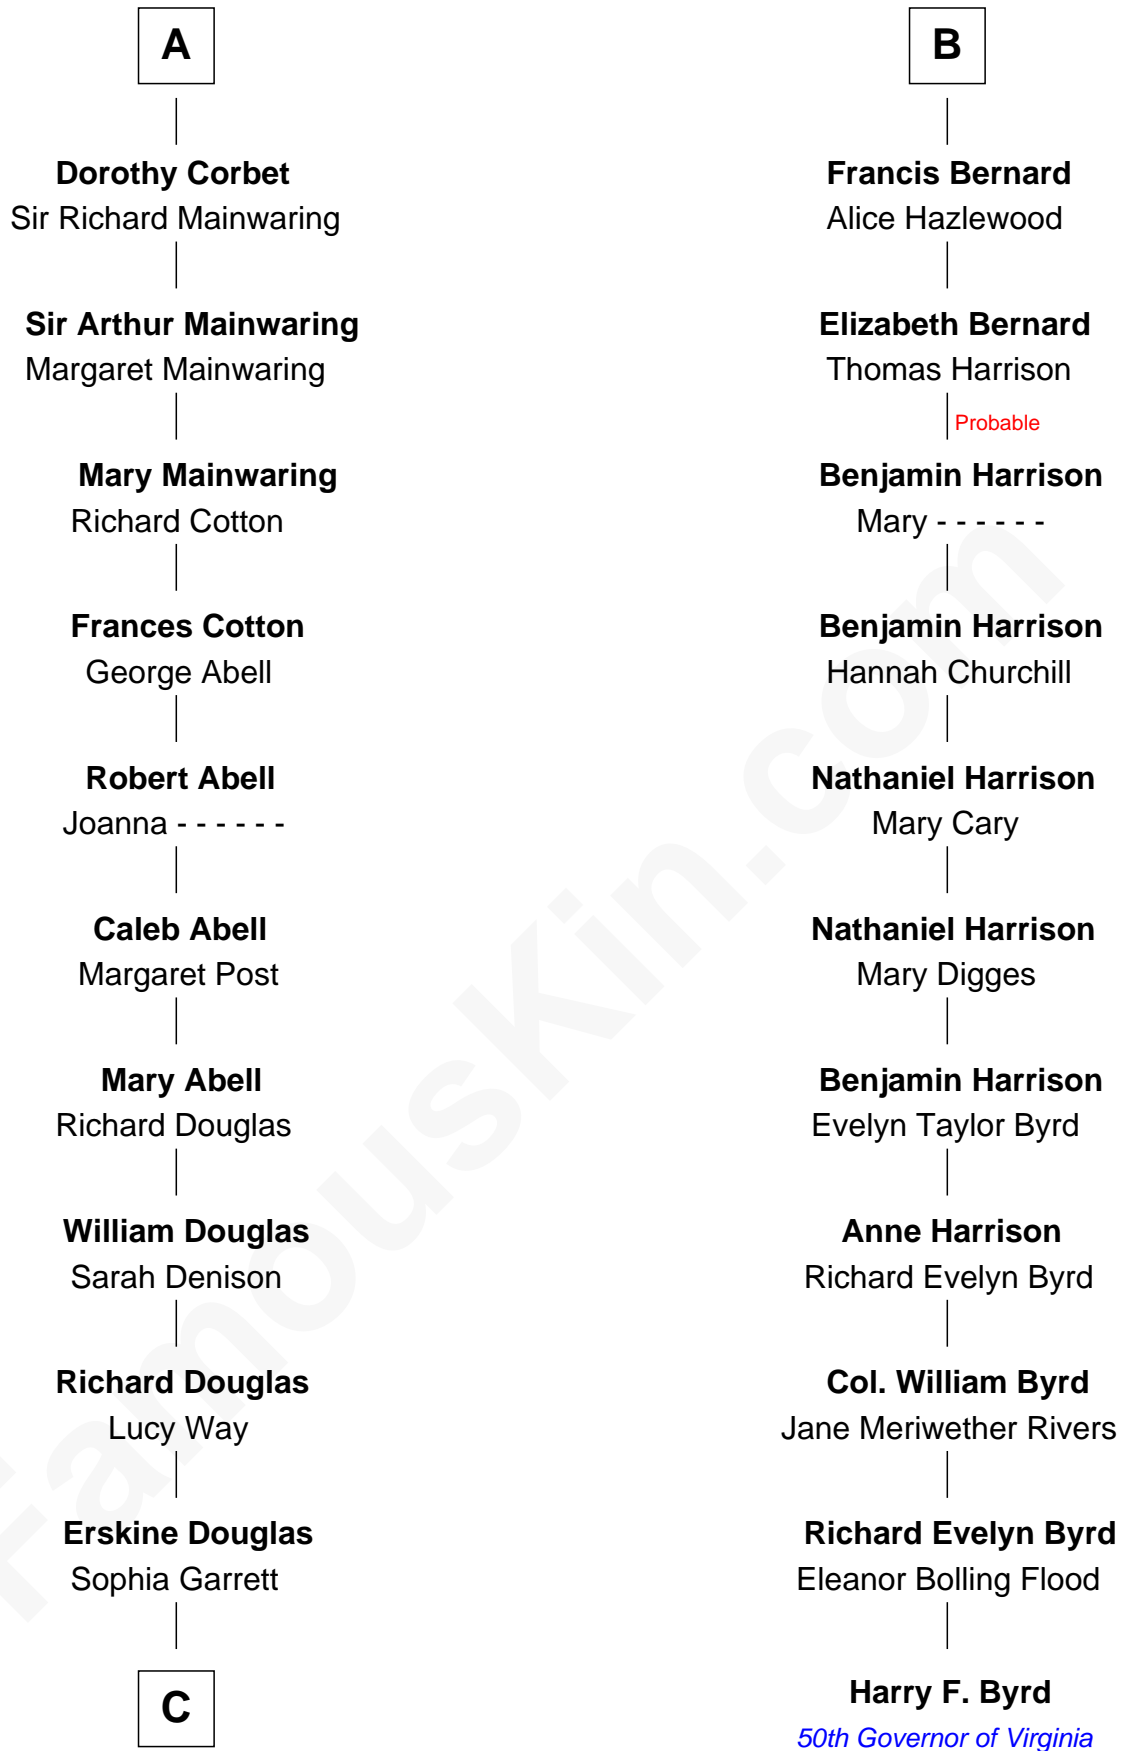 A
Dorothy Corbet
Sir Richard Mainwaring
Sir Arthur Mainwaring
Margaret Mainwaring
Mary Mainwaring
Richard Cotton
Frances Cotton
George Abell
Robert Abell
Joanna - - - - - -
Caleb Abell
Margaret Post
Mary Abell
Richard Douglas
William Douglas
Sarah Denison
Richard Douglas
Lucy Way
Erskine Douglas
Sophia Garrett
C
B
Francis Bernard
Alice Hazlewood
Elizabeth Bernard
Thomas Harrison
Probable
Benjamin Harrison
Mary - - - - - -
Benjamin Harrison
Hannah Churchill
Nathaniel Harrison
Mary Cary
Nathaniel Harrison
Mary Digges
Benjamin Harrison
Evelyn Taylor Byrd
Anne Harrison
Richard Evelyn Byrd
Col. William Byrd
Jane Meriwether Rivers
Richard Evelyn Byrd
Eleanor Bolling Flood
Harry F. Byrd
50th Governor of Virginia
FamousKin.com